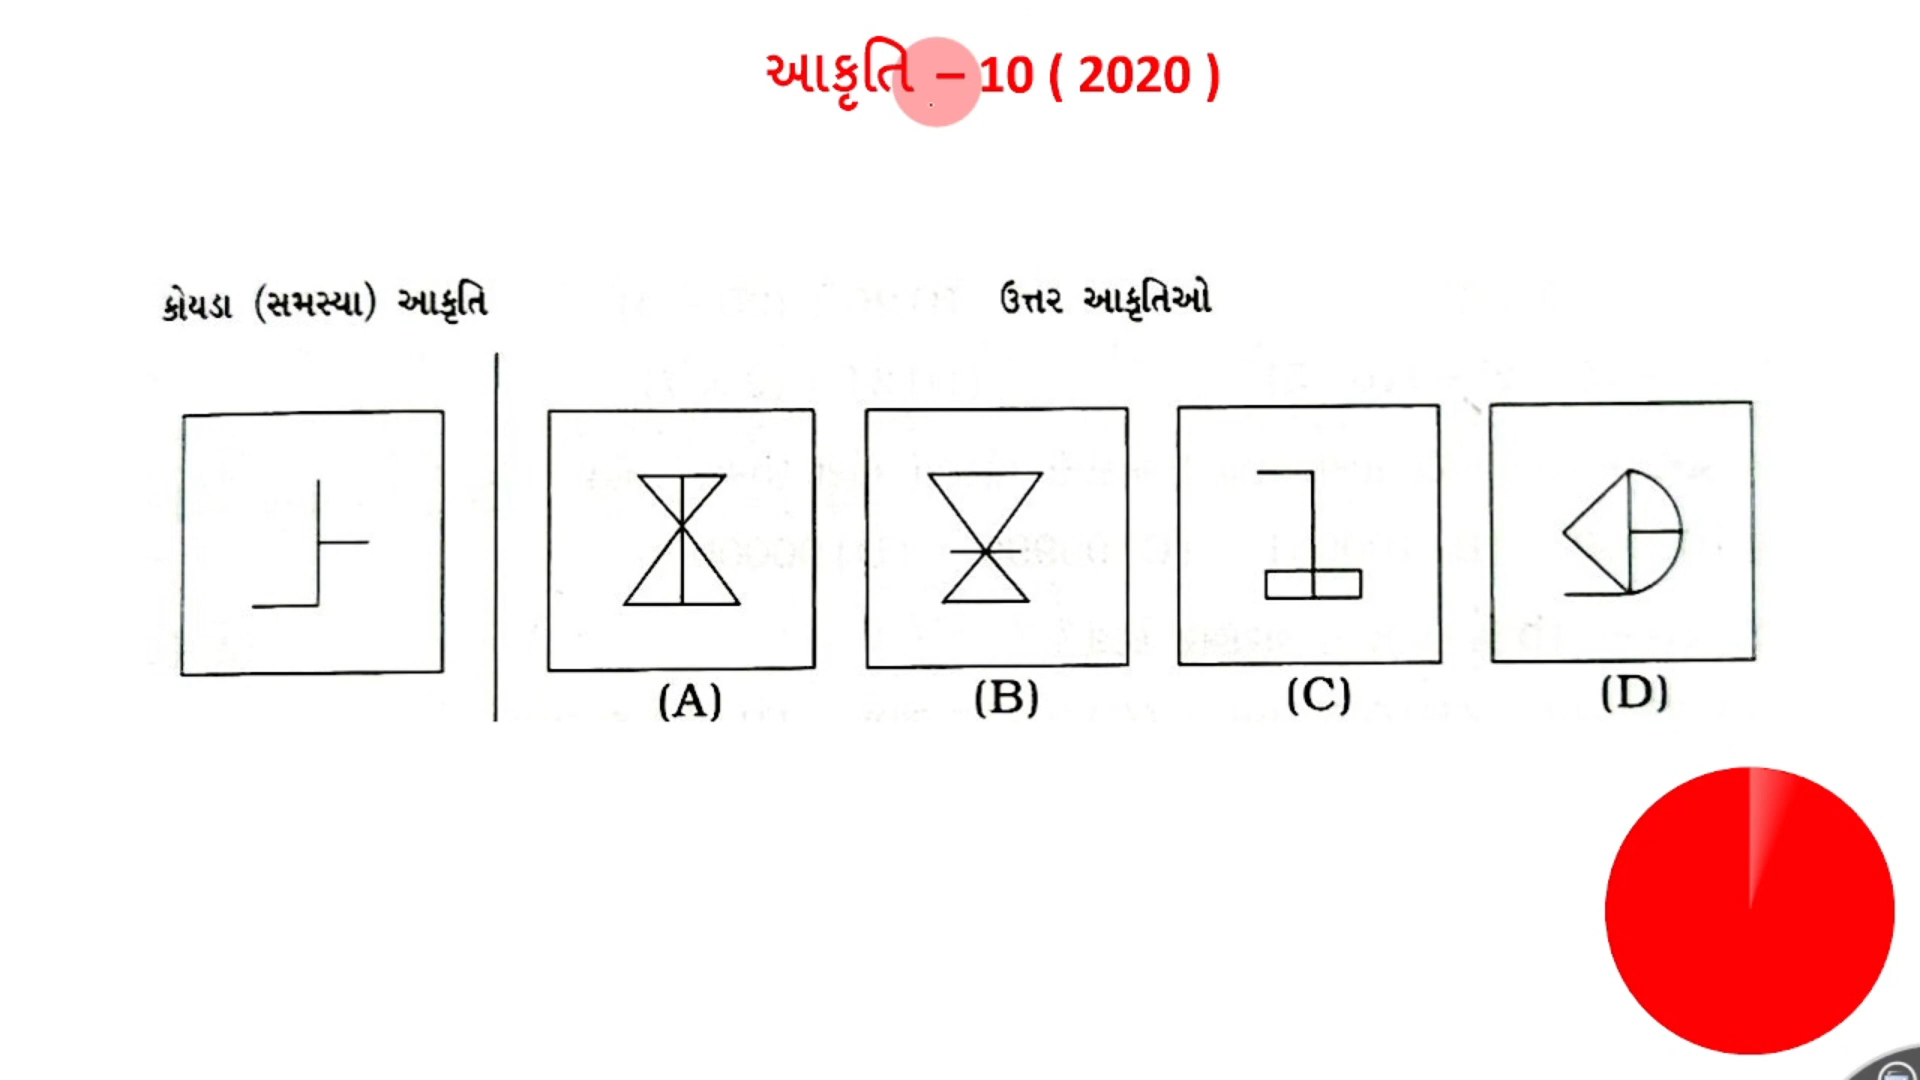 આકૃતિ – 10 ( 2020 )
કોયડા (સમસ્યા) આકૃતિ
ઉત્તર આકૃતિઓ
(A) (B) (C) (D)